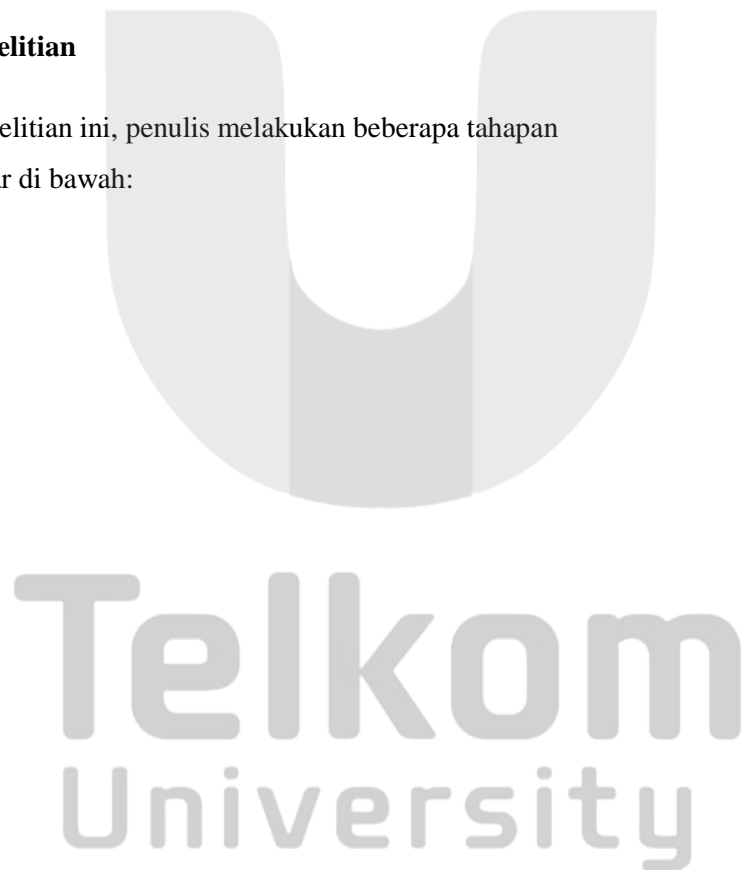 elitian
elitian ini, penulis melakukan beberapa tahapan
r di bawah:
Telkom
University